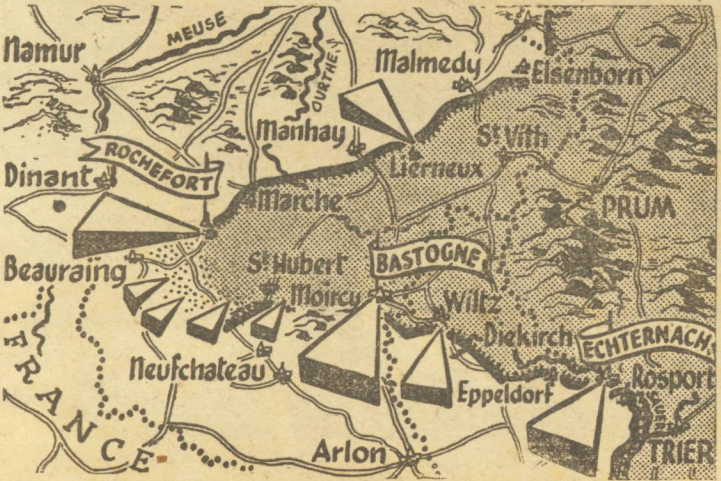 MEUSE
Namur
Malmedy
Elsenborn
OURTHE
Manhay
St Vith
ROCHEFORT
Lierneux
Dinant
Marche
PRUM
Beauraing
St Hubert
BASTOGNE
Moircy
Wiltz
Diekirch
ECHTERNACH
Neufchateau
Eppeldorf
Rosport
FRANCE
Arlon
TRIER